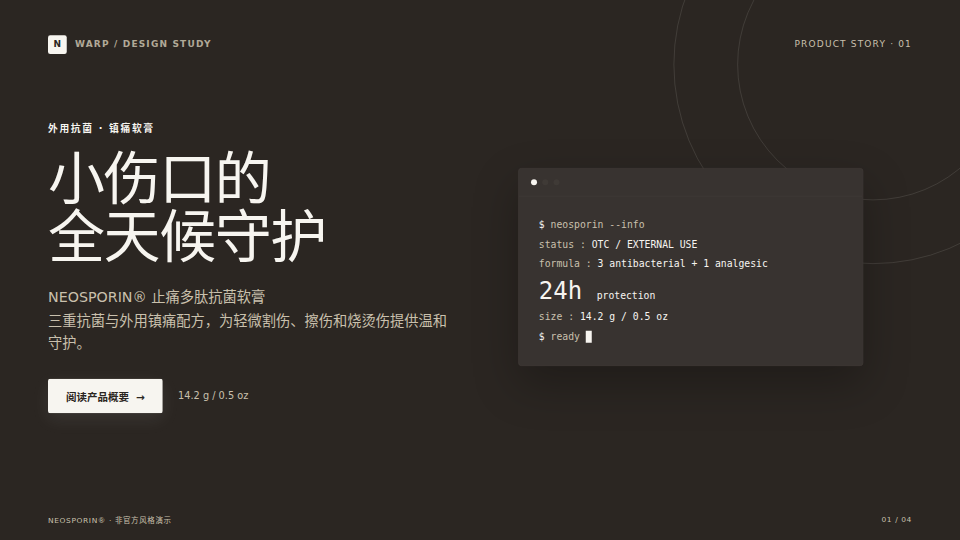 N WARP / DESIGN STUDY
PRODUCT STORY · 01
外用抗菌 · 镇痛软膏
小伤口的
全天候守护
NEOSPORIN® 止痛多肽抗菌软膏
三重抗菌与外用镇痛配方，为轻微割伤、擦伤和烧烫伤提供温和
守护。
阅读产品概要 →
14.2 g / 0.5 oz
$ neosporin --info
status : OTC / EXTERNAL USE
formula : 3 antibacterial + 1 analgesic
24h protection
size : 14.2 g / 0.5 oz
$ ready
NEOSPORIN® · 非官方风格演示
01 / 04